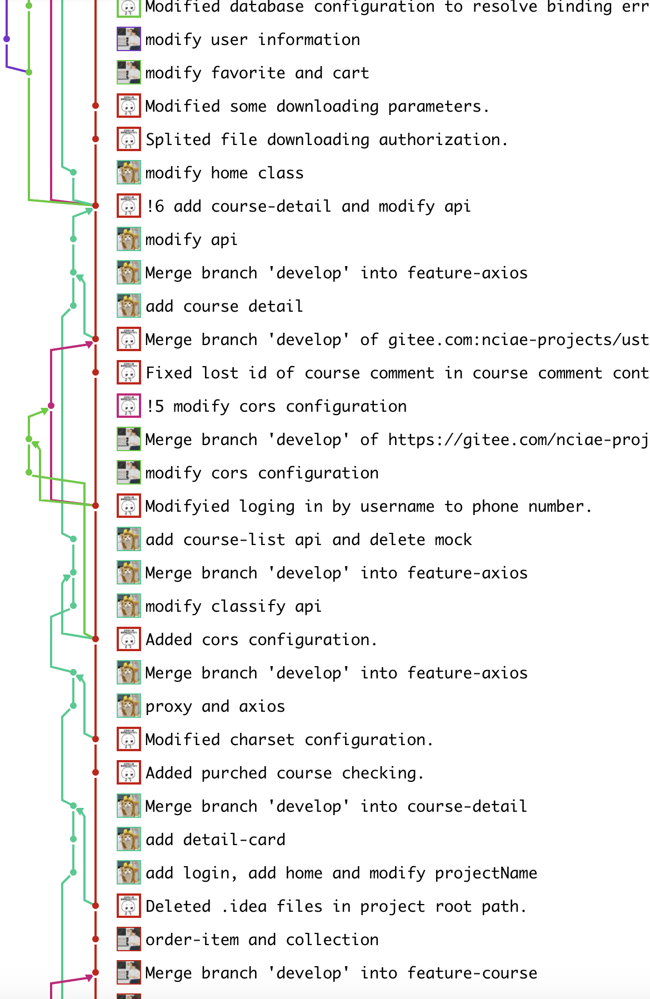 Modified database configuration to resolve binding err
modify user information
modify favorite and cart
Modified some downloading parameters.
Splited file downloading authorization.
modify home class
!6 add course-detail and modify api
modify api
Merge branch 'develop' into feature-axios
add course detail
Merge branch 'develop' of gitee.com:nciae-projects/ust
Fixed lost id of course comment in course comment cont
!5 modify cors configuration
Merge branch 'develop' of https://gitee.com/nciae-proj
modify cors configuration
Modifyied loging in by username to phone number.
add course-list api and delete mock
Merge branch 'develop' into feature-axios
modify classify api
Added cors configuration.
Merge branch 'develop' into feature-axios
proxy and axios
Modified charset configuration.
Added purched course checking.
Merge branch 'develop' into course-detail
add detail-card
add login, add home and modify projectName
Deleted .idea files in project root path.
order-item and collection
Merge branch 'develop' into feature-course